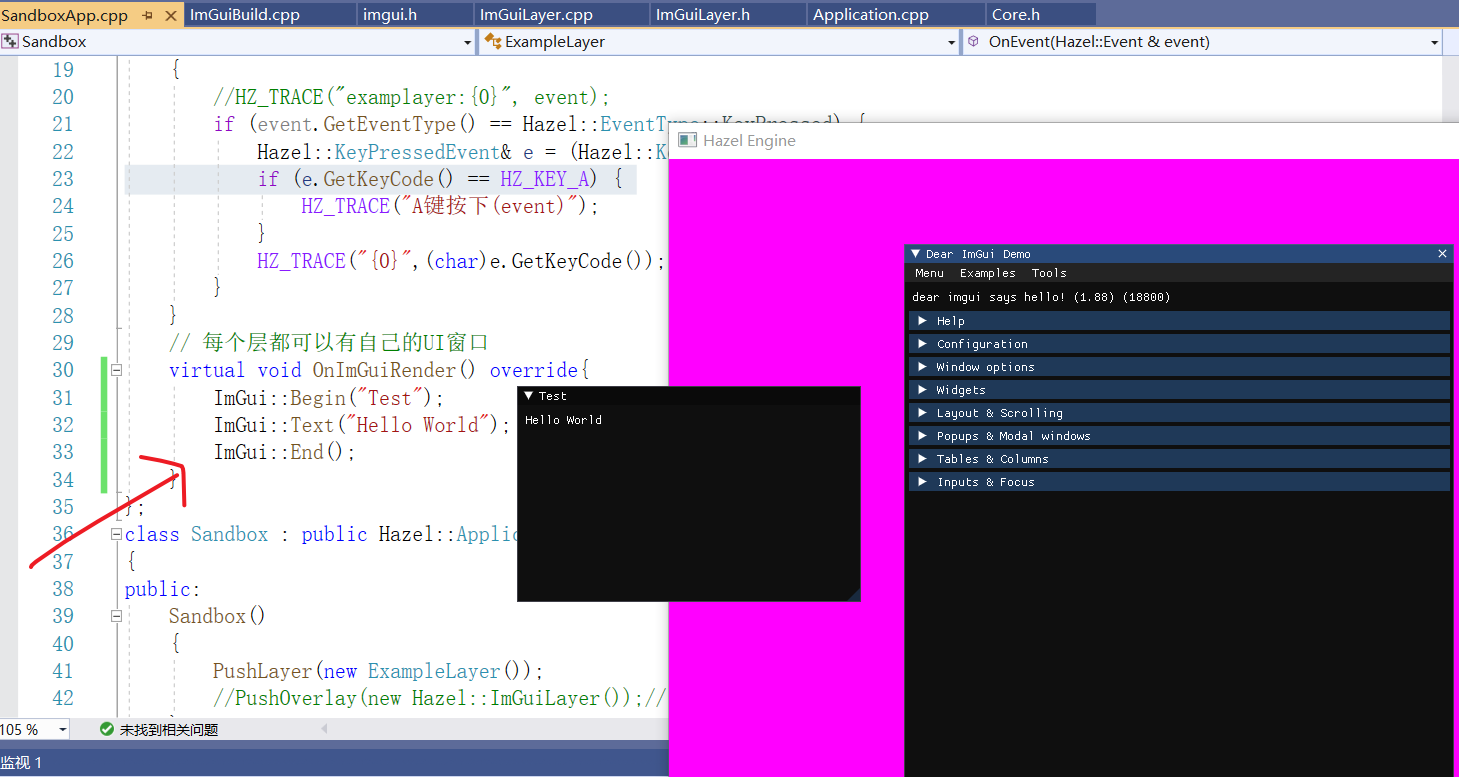 SandboxApp.cpp ImGuiBuild.cpp imgui.h ImGuiLayer.cpp ImGuiLayer.h Application.cpp Core.h
Sandbox ExampleLayer OnEvent(Hazel::Event & event)
19 {
20 //HZ_TRACE("examplayer:{0}", event);
21 if (event.GetEventType() == Hazel::EventType::KeyPressed) {
22 Hazel::KeyPressedEvent& e = (Hazel::K
23 if (e.GetKeyCode() == HZ_KEY_A) {
24 HZ_TRACE("A键按下(event)");
25 }
26 HZ_TRACE("{0}",(char)e.GetKeyCode());
27 }
28 }
29 // 每个层都可以有自己的UI窗口
30 virtual void OnImGuiRender() override{
31 ImGui::Begin("Test");
32 ImGui::Text("Hello World");
33 ImGui::End();
34 }
35 };
36 class Sandbox : public Hazel::Applic
37 {
38 public:
39 Sandbox()
40 {
41 PushLayer(new ExampleLayer());
42 //PushOverlay(new Hazel::ImGuiLayer());//
105 % 未找到相关问题
监视 1
Hazel Engine
Dear ImGui Demo
Menu Examples Tools
dear imgui says hello! (1.88) (18800)
Help
Configuration
Window options
Widgets
Layout & Scrolling
Popups & Modal windows
Tables & Columns
Inputs & Focus
Test
Hello World